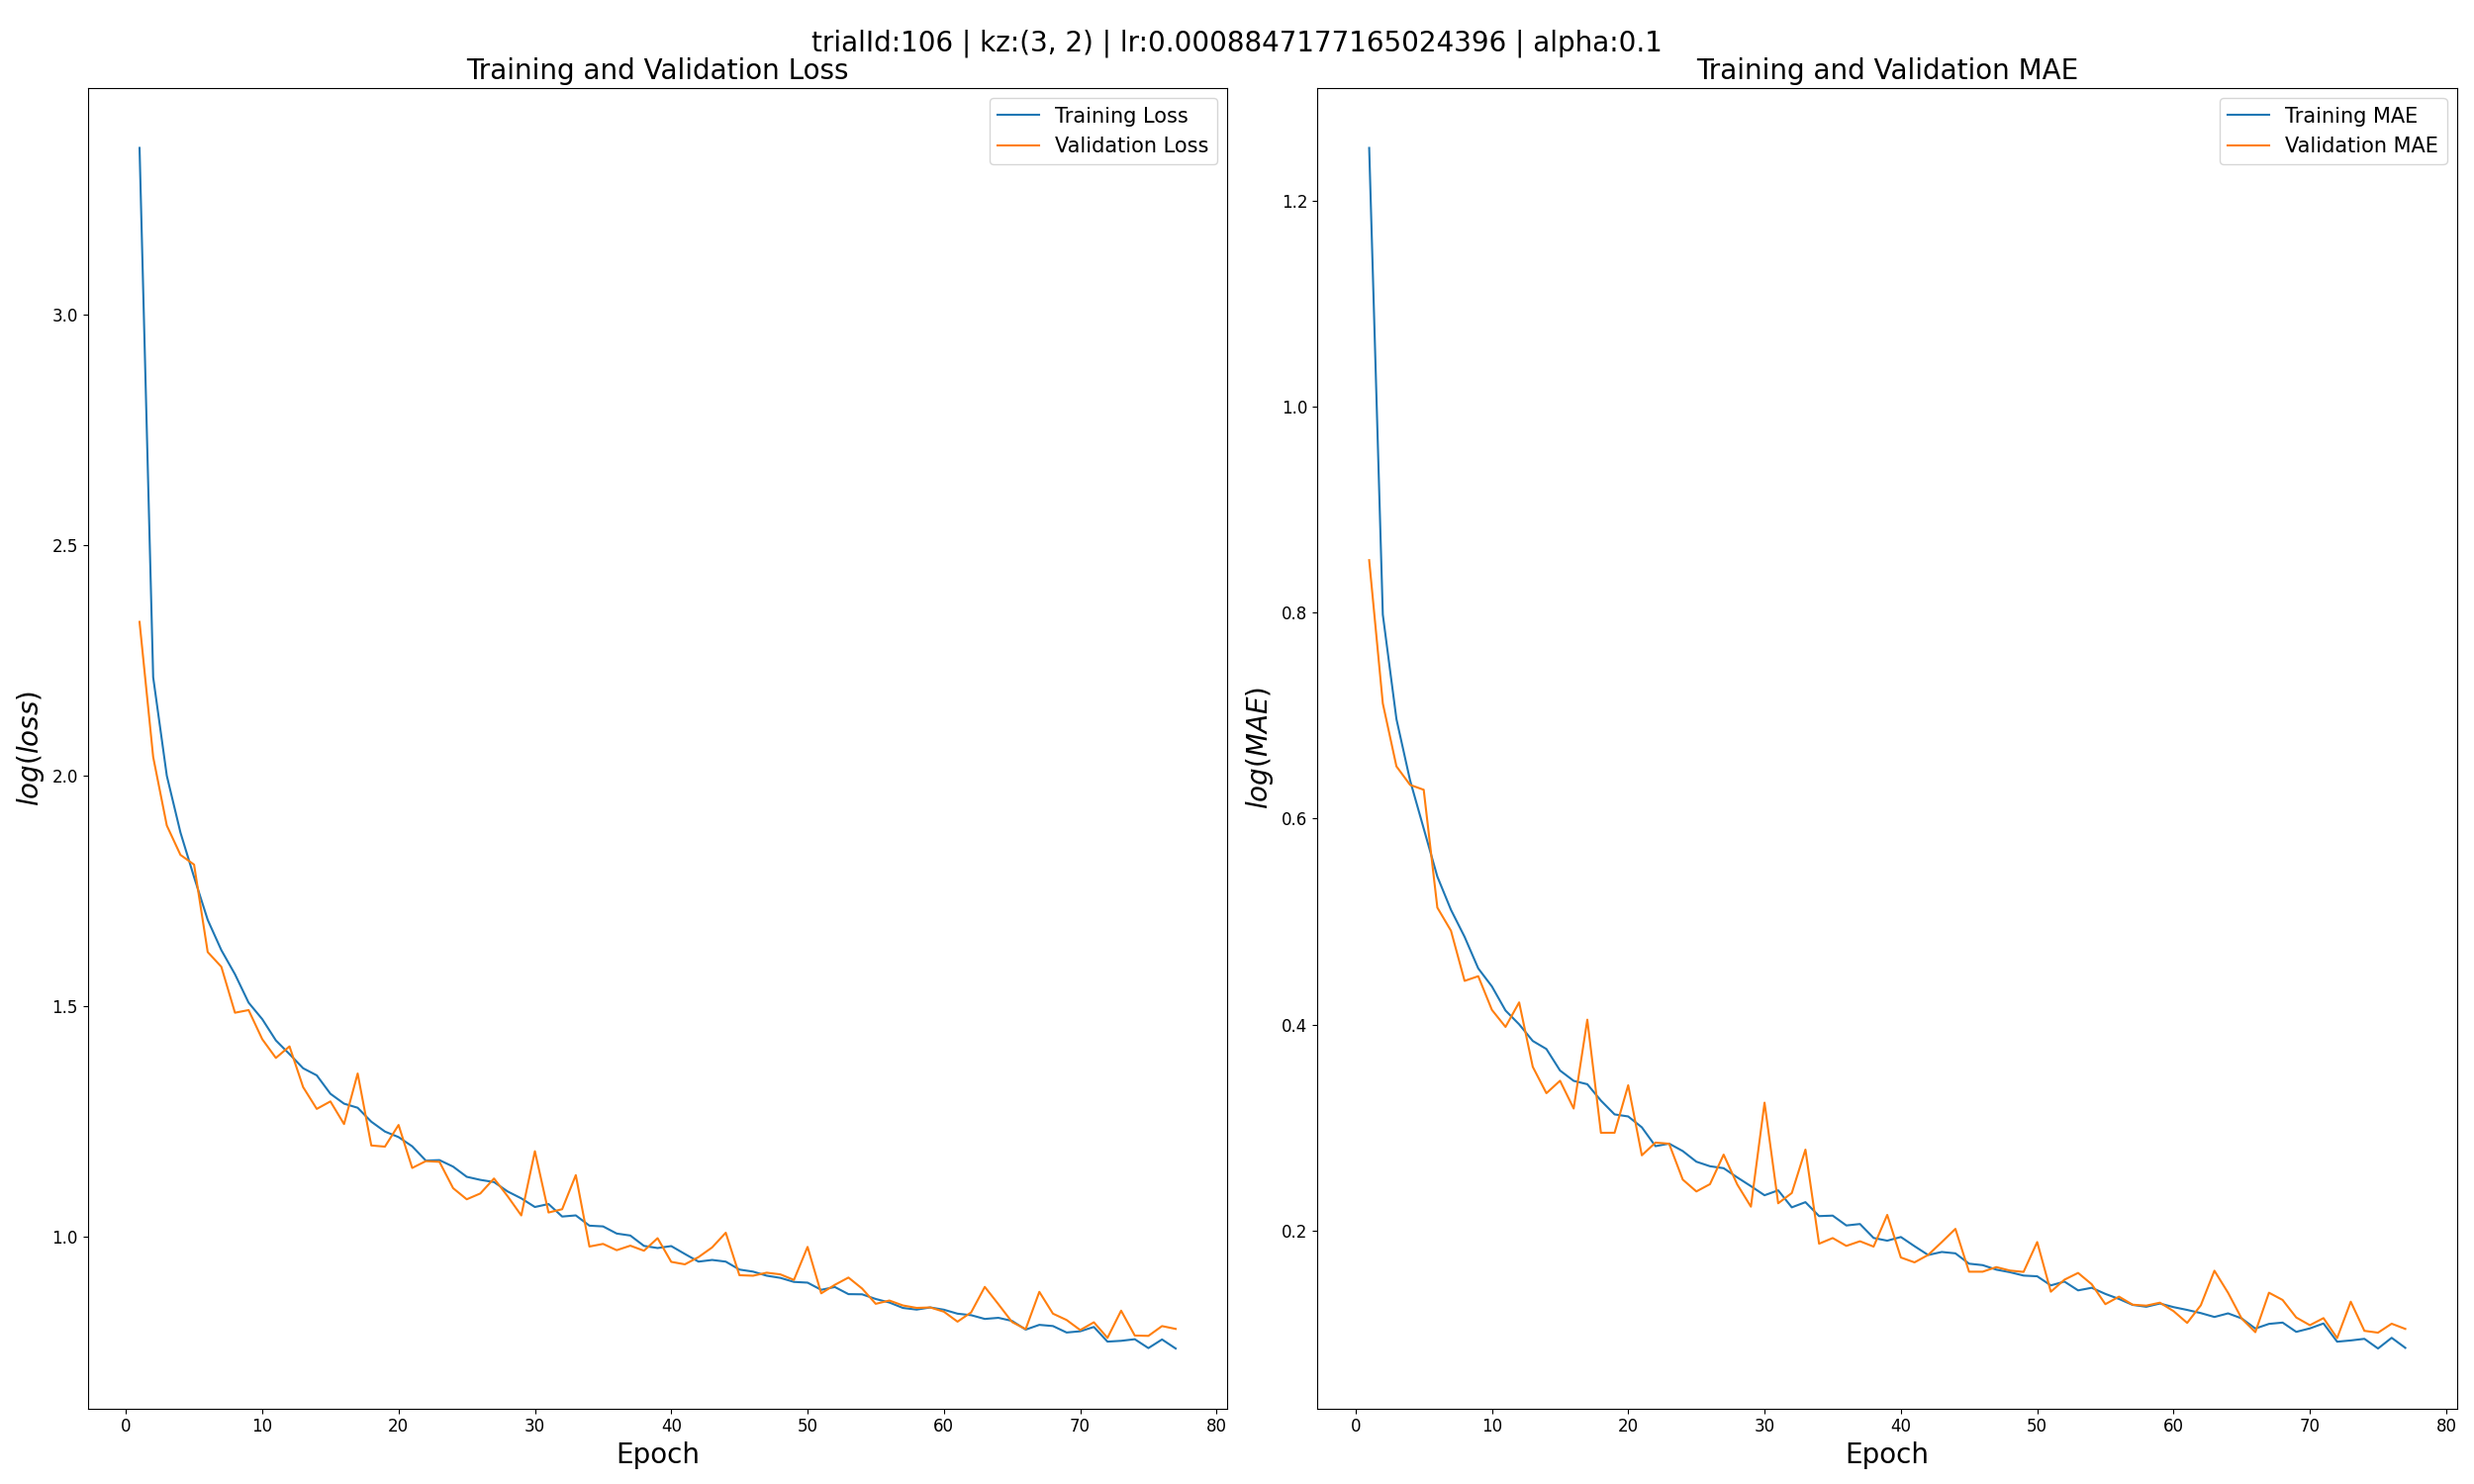 trialId:106 | kz:(3, 2) | lr:0.0008847177165024396 | alpha:0.1
Training and Validation Loss
Training Loss
Validation Loss
log(loss)
3.0
2.5
2.0
1.5
1.0
0 10 20 30 40 50 60 70 80
Epoch
Training and Validation MAE
Training MAE
Validation MAE
log(MAE)
1.2
1.0
0.8
0.6
0.4
0.2
0 10 20 30 40 50 60 70 80
Epoch